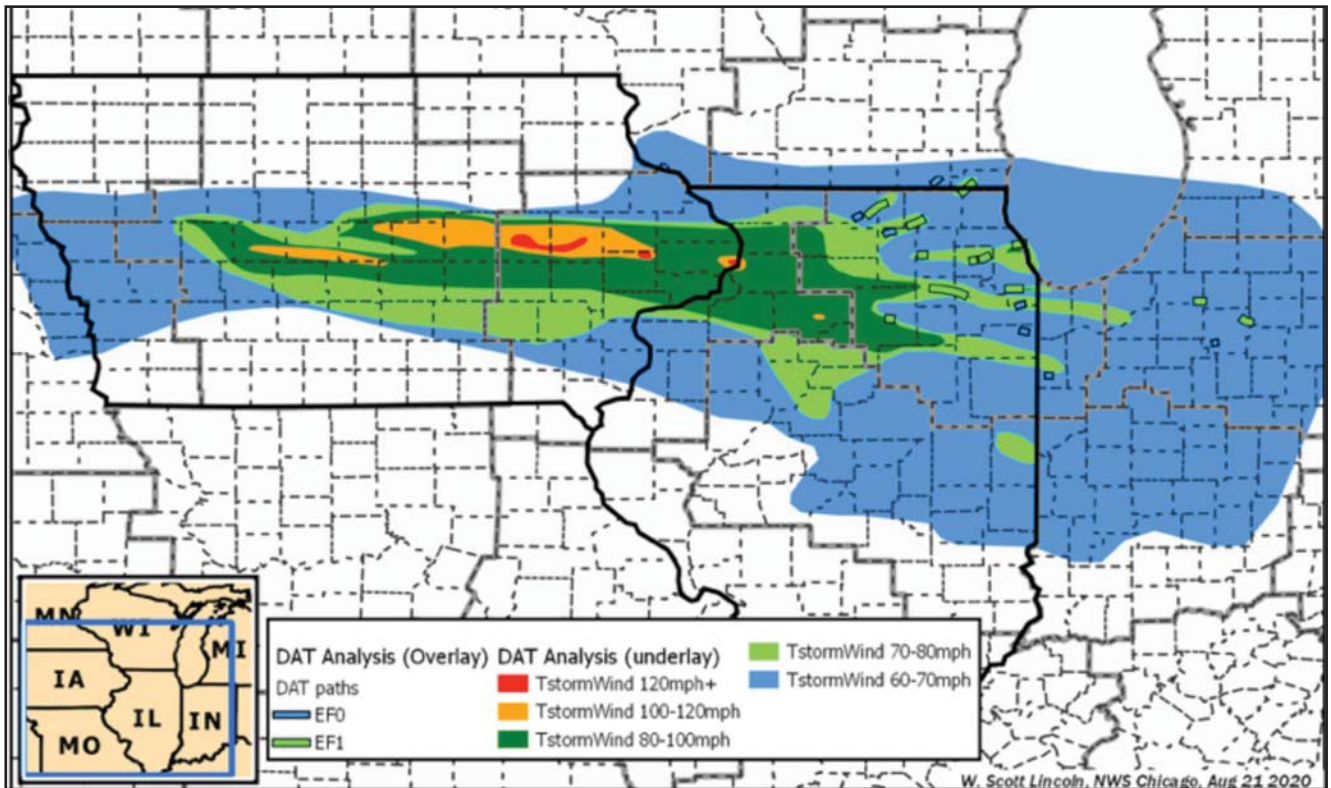 MN
WI
MI
IA
IL
IN
MO
DAT Analysis (Overlay)
DAT paths
EF0
EF1
DAT Analysis (underlay)
TstormWind 120mph+
TstormWind 100-120mph
TstormWind 80-100mph
TstormWind 70-80mph
TstormWind 60-70mph
W. Scott Lincoln, NWS Chicago, Aug 21 2020